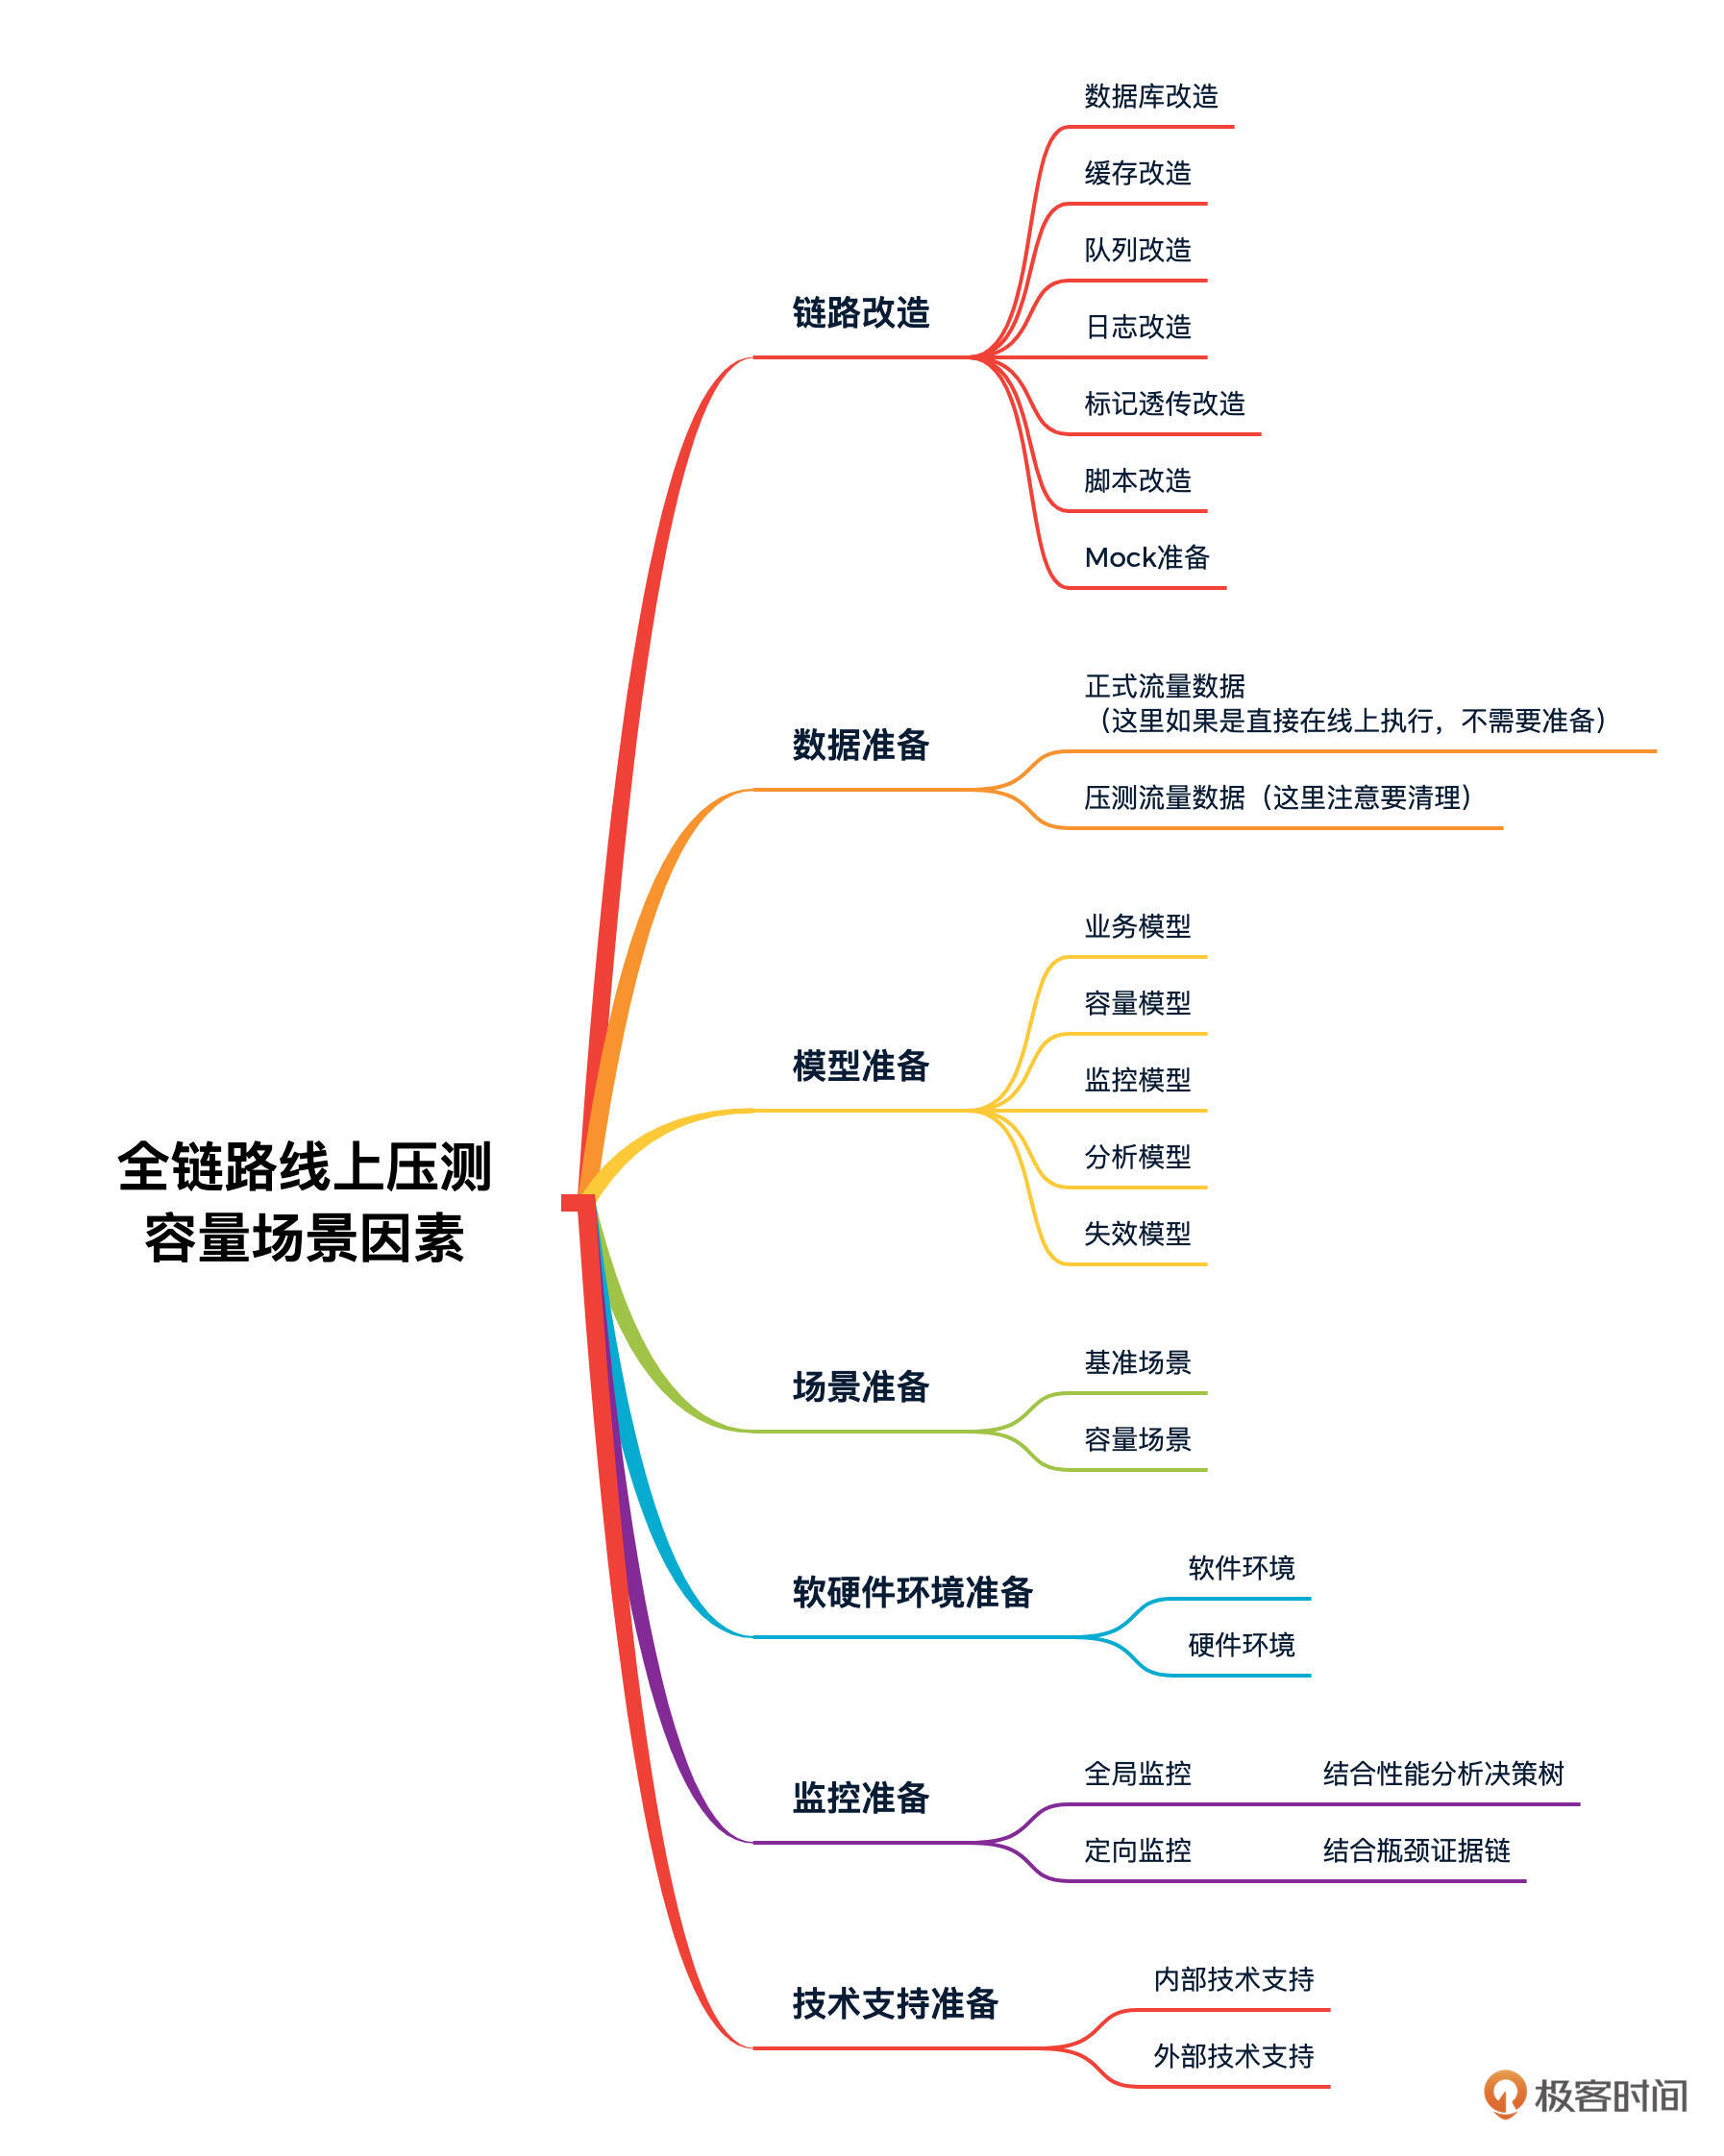 全链路线上压测
容量场景因素
链路改造
数据库改造
缓存改造
队列改造
日志改造
标记透传改造
脚本改造
Mock准备
数据准备
正式流量数据
（这里如果是直接在线上执行，不需要准备）
压测流量数据（这里注意要清理）
模型准备
业务模型
容量模型
监控模型
分析模型
失效模型
场景准备
基准场景
容量场景
软硬件环境准备
软件环境
硬件环境
监控准备
全局监控
结合性能分析决策树
定向监控
结合瓶颈证据链
技术支持准备
内部技术支持
外部技术支持
极客时间